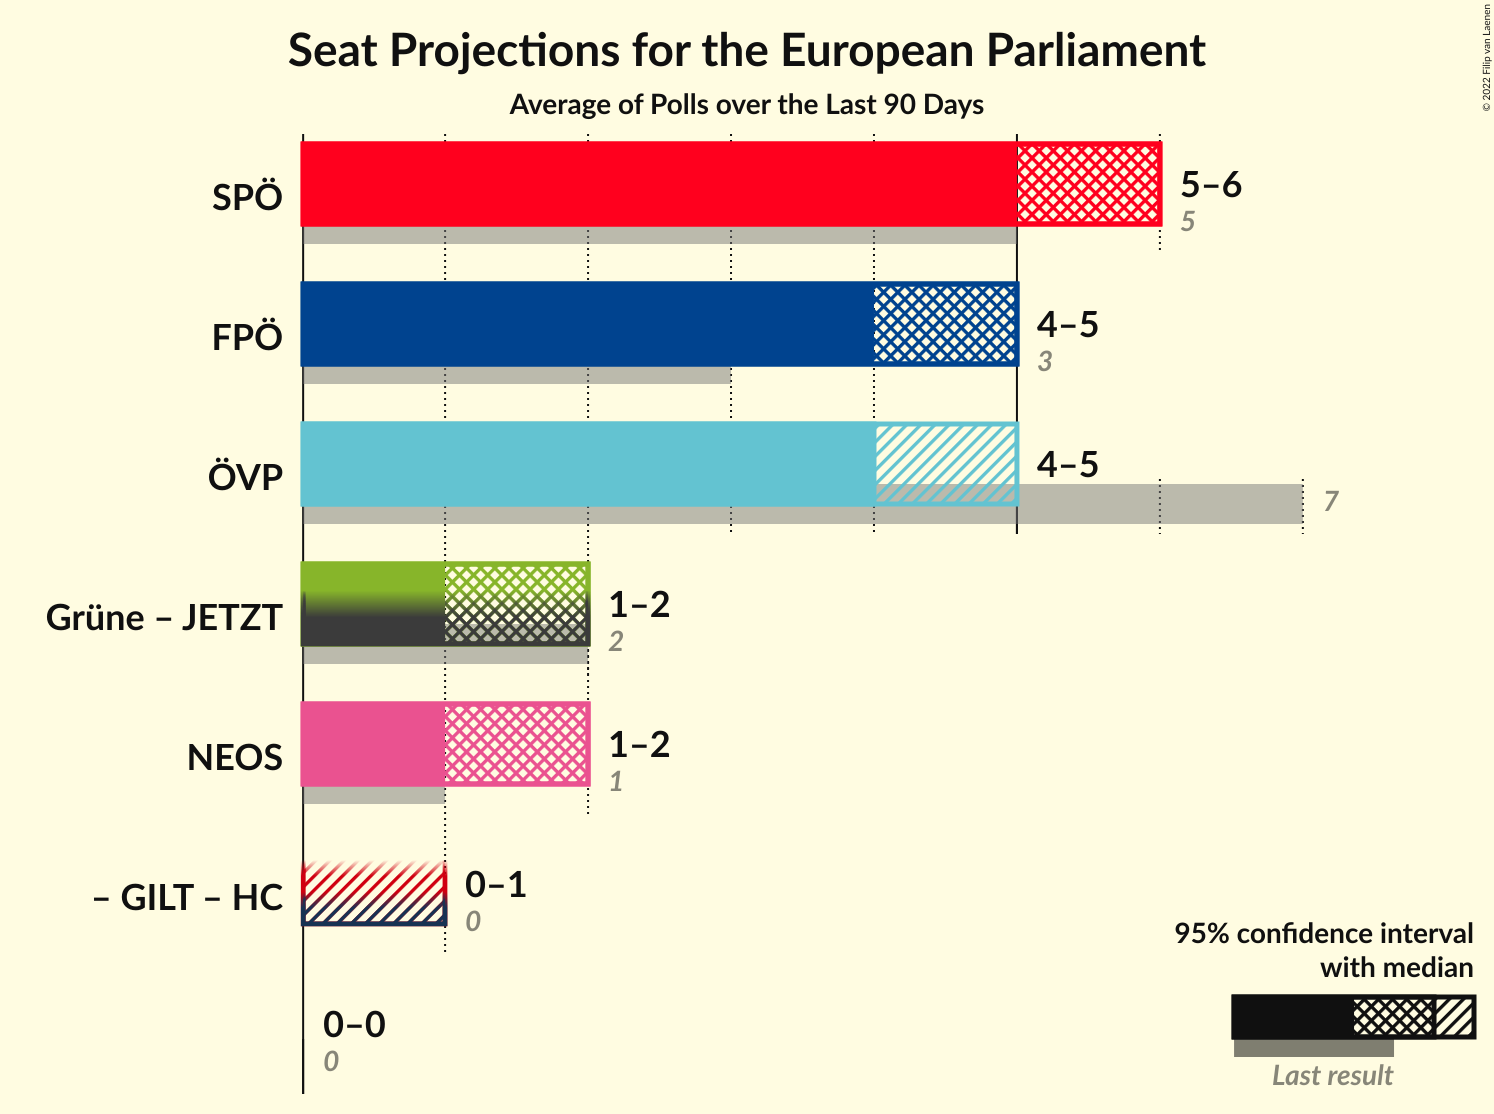 Seat Projections for the European Parliament
Average of Polls over the Last 90 Days
© 2022 Filip van Laenen
SPÖ
5–6
5
FPÖ
4–5
3
ÖVP
4–5
7
Grüne – JETZT
1–2
2
NEOS
1–2
1
– GILT – HC
0–1
0
0–0
0
95% confidence interval
with median
Last result